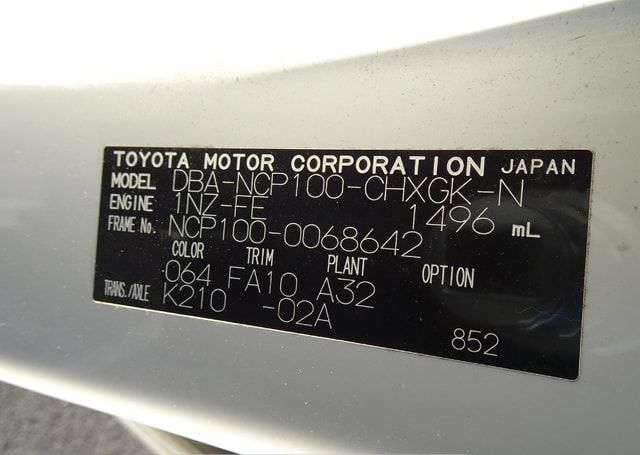 TOYOTA MOTOR CORPORATION JAPAN
MODEL DBA-NCP100-CHXGK-N
ENGINE 1NZ-FE 1496 mL
FRAME No. NCP100-0068642
COLOR TRIM PLANT OPTION
064 FA10 A32
TRANS./AXLE K210 -02A
852